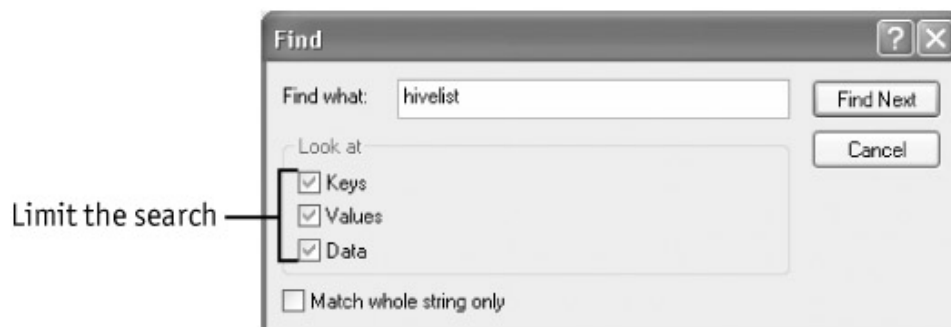 Find
Find what: hivelist Find Next
Look at Cancel
Keys
Limit the search Values
Data
Match whole string only